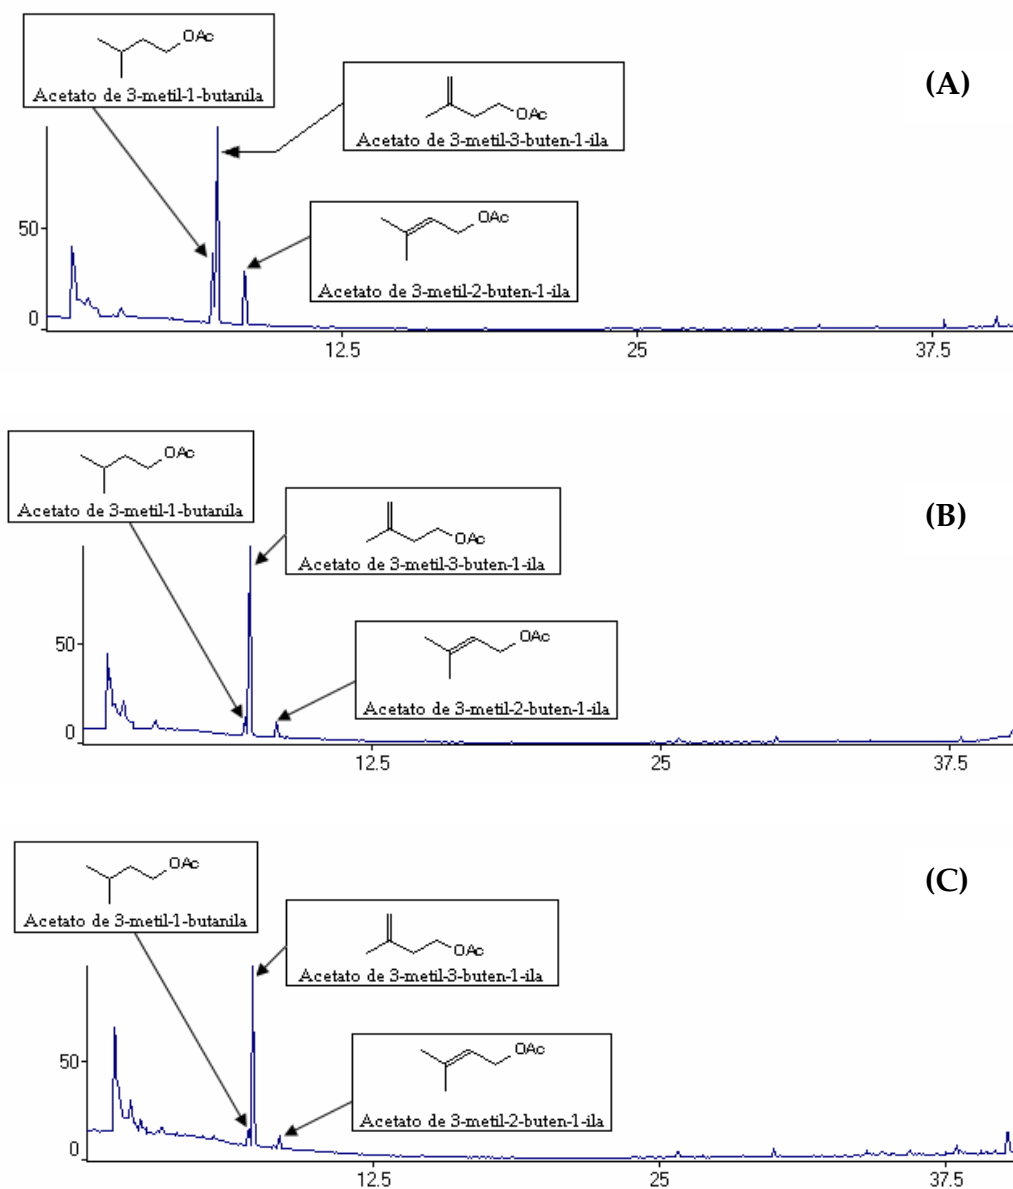 OAc
Acetato de 3-metil-1-butanila
(A)
OAc
Acetato de 3-metil-3-buten-1-ila
OAc
Acetato de 3-metil-2-buten-1-ila
50
0
12.5
25
37.5
OAc
Acetato de 3-metil-1-butanila
(B)
OAc
Acetato de 3-metil-3-buten-1-ila
OAc
Acetato de 3-metil-2-buten-1-ila
50
0
12.5
25
37.5
OAc
Acetato de 3-metil-1-butanila
(C)
OAc
Acetato de 3-metil-3-buten-1-ila
OAc
Acetato de 3-metil-2-buten-1-ila
50
0
12.5
25
37.5